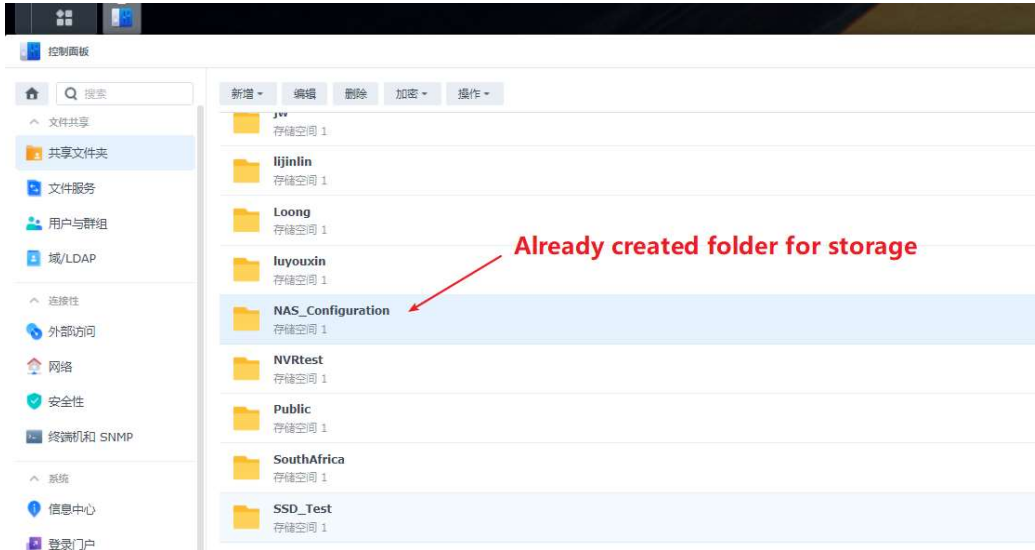 控制面板
搜索
新增
编辑
删除
加密
操作
文件共享
共享文件夹
文件服务
用户与群组
域/LDAP
连接性
外部访问
网络
安全性
终端机和 SNMP
系统
信息中心
登录门户
jw
存储空间 1
lijinlin
存储空间 1
Loong
存储空间 1
luyouxin
存储空间 1
NAS_Configuration
存储空间 1
NVRtest
存储空间 1
Public
存储空间 1
SouthAfrica
存储空间 1
SSD_Test
存储空间 1
Already created folder for storage